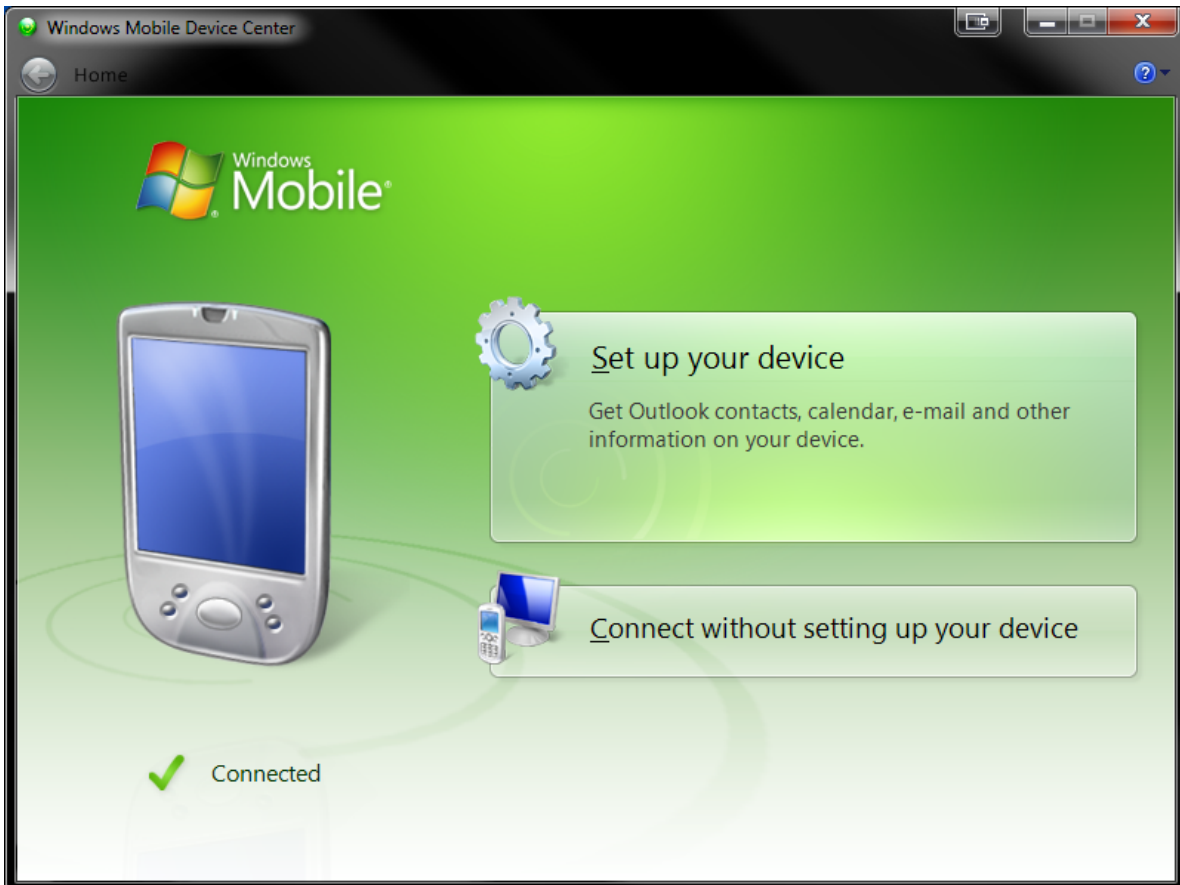 Windows Mobile Device Center
Home
Windows
Mobile®
Set up your device
Get Outlook contacts, calendar, e-mail and other
information on your device.
Connect without setting up your device
Connected